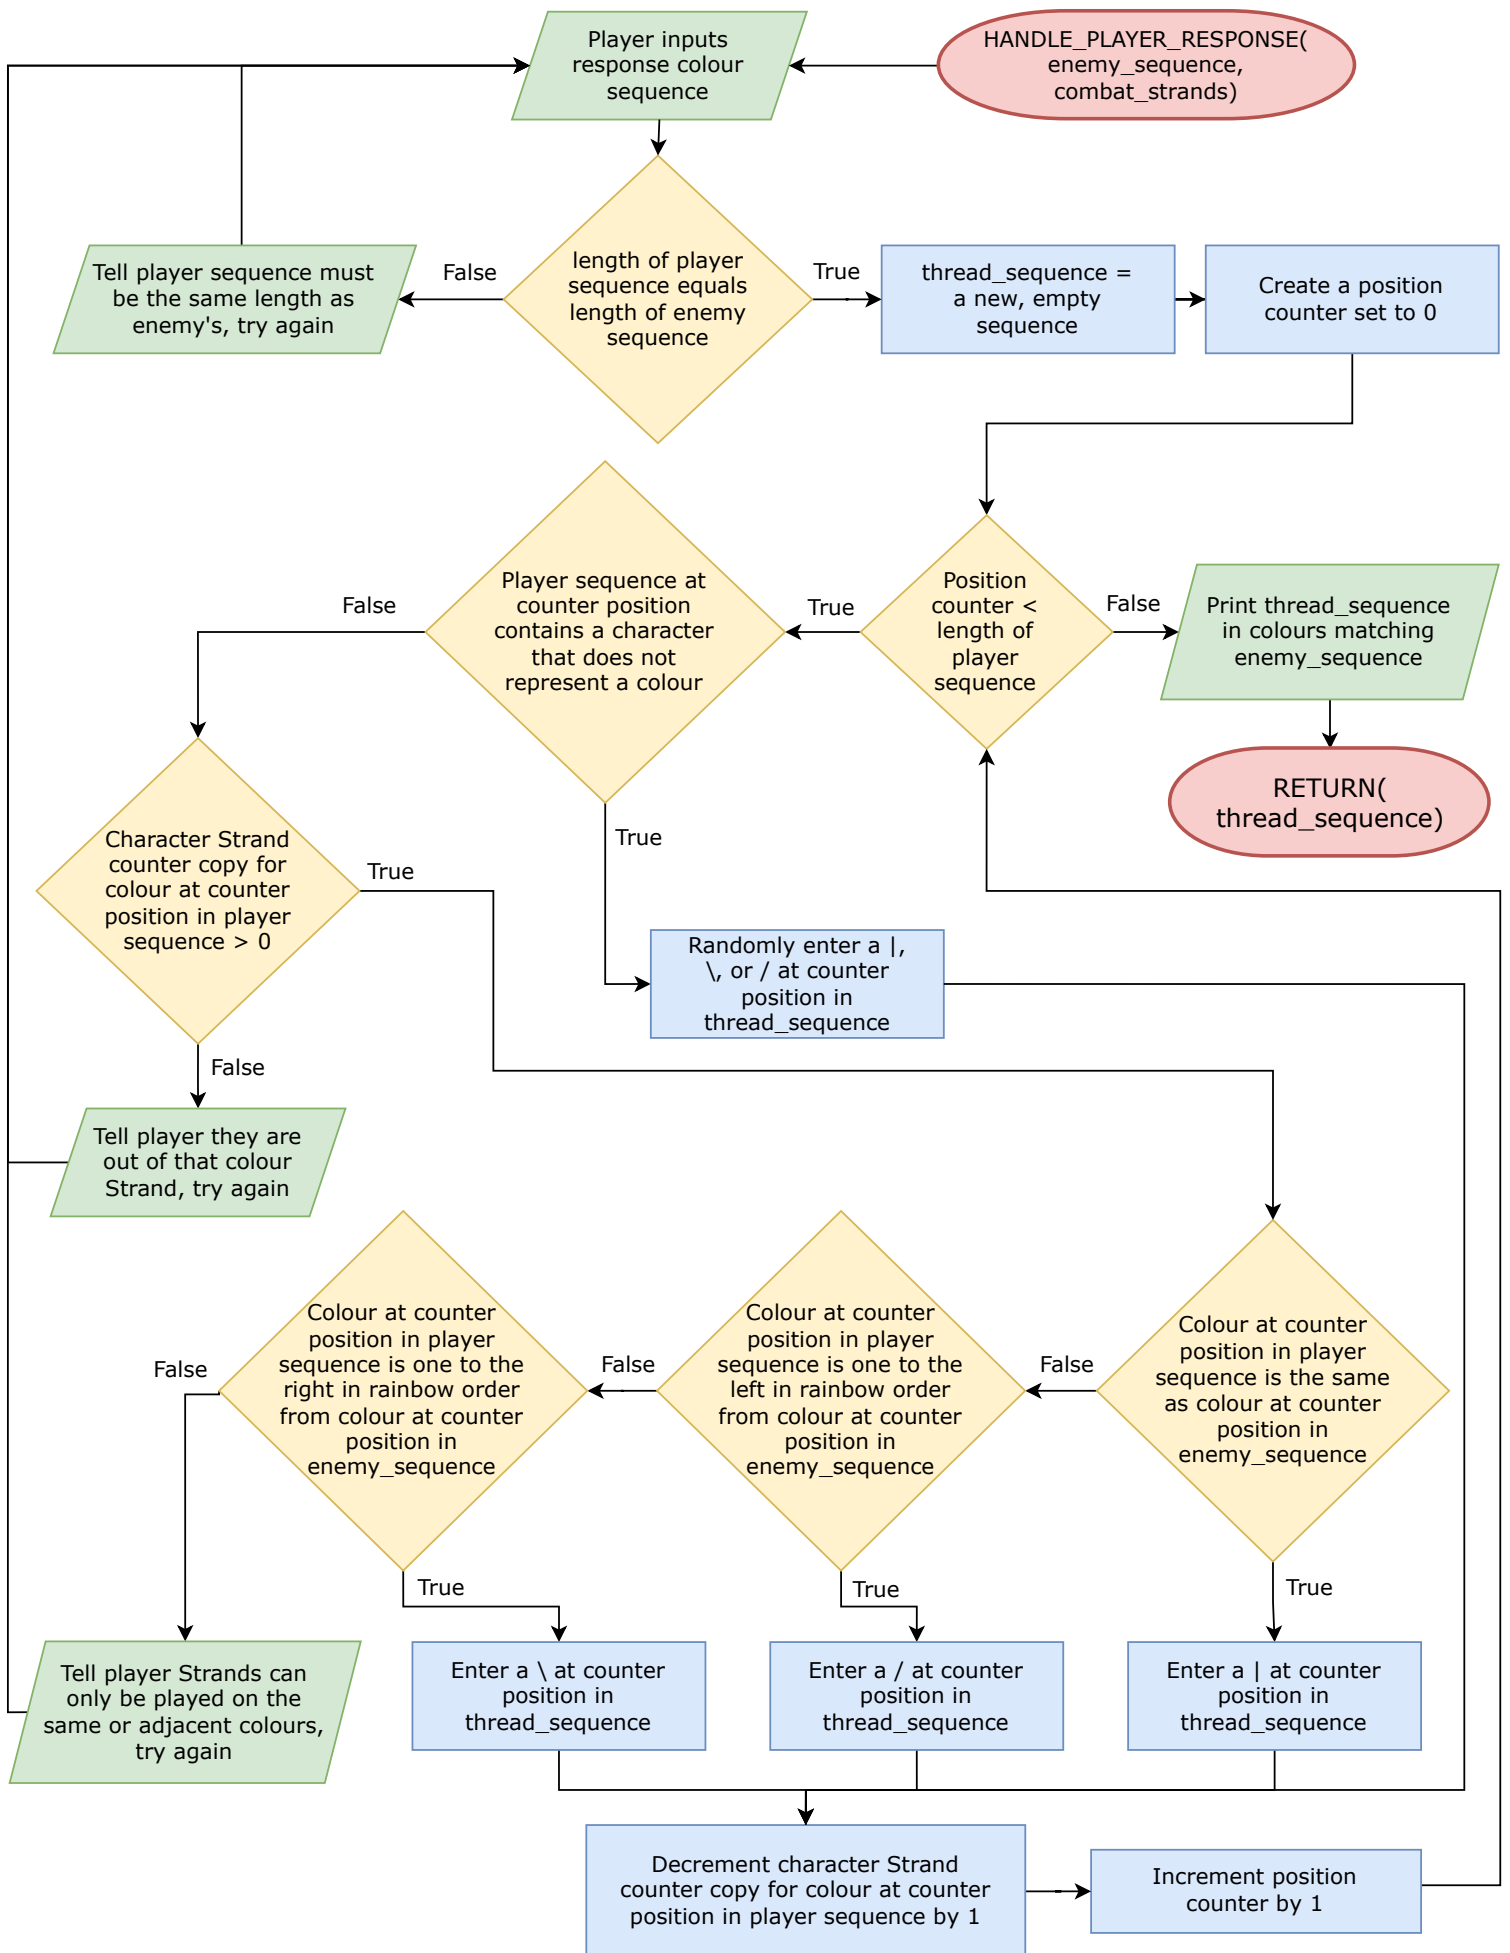 Player inputs
response colour
sequence
HANDLE_PLAYER_RESPONSE(
enemy_sequence,
combat_strands)
Tell player sequence must
be the same length as
enemy's, try again
False
length of player
sequence equals
length of enemy
sequence
True
thread_sequence =
a new, empty
sequence
Create a position
counter set to 0
False
Player sequence at
counter position
contains a character
that does not
represent a colour
True
Position
counter <
length of
player
sequence
False
Print thread_sequence
in colours matching
enemy_sequence
RETURN(
thread_sequence)
True
Character Strand
counter copy for
colour at counter
position in player
sequence > 0
True
Randomly enter a |,
\, or / at counter
position in
thread_sequence
False
Tell player they are
out of that colour
Strand, try again
False
Colour at counter
position in player
sequence is one to the
right in rainbow order
from colour at counter
position in
enemy_sequence
False
Colour at counter
position in player
sequence is one to the
left in rainbow order
from colour at counter
position in
enemy_sequence
False
Colour at counter
position in player
sequence is the same
as colour at counter
position in
enemy_sequence
True
True
True
Tell player Strands can
only be played on the
same or adjacent colours,
try again
Enter a \ at counter
position in
thread_sequence
Enter a / at counter
position in
thread_sequence
Enter a | at counter
position in
thread_sequence
Decrement character Strand
counter copy for colour at counter
position in player sequence by 1
Increment position
counter by 1